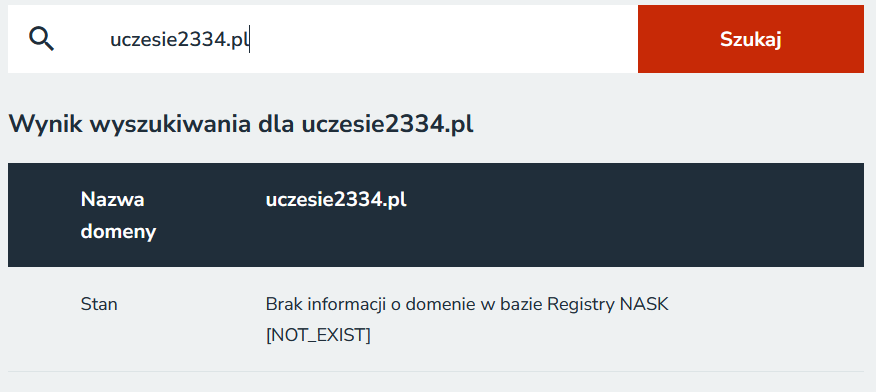 uczesie2334.pl
Szukaj
Wynik wyszukiwania dla uczesie2334.pl
Nazwa
domeny
uczesie2334.pl
Stan
Brak informacji o domenie w bazie Registry NASK
[NOT_EXIST]